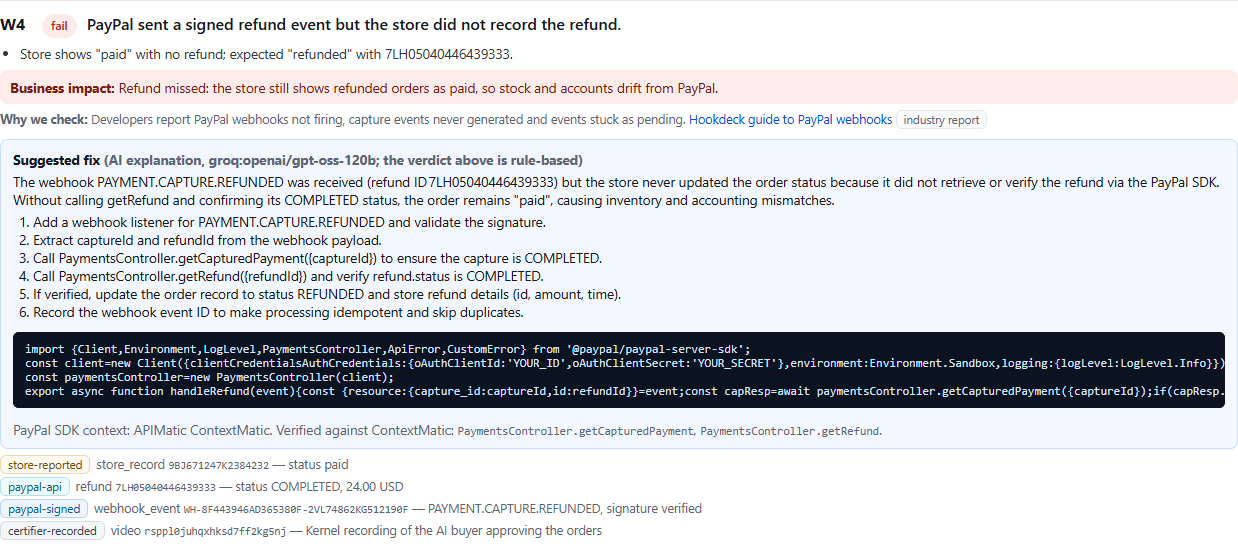 W4 fail PayPal sent a signed refund event but the store did not record the refund.
• Store shows "paid" with no refund; expected "refunded" with 7LH05040446439333.
Business impact: Refund missed: the store still shows refunded orders as paid, so stock and accounts drift from PayPal.
Why we check: Developers report PayPal webhooks not firing, capture events never generated and events stuck as pending. Hookdeck guide to PayPal webhooks industry report
Suggested fix (AI explanation, groq:openai/gpt-oss-120b; the verdict above is rule-based)
The webhook PAYMENT.CAPTURE.REFUNDED was received (refund ID 7LH05040446439333) but the store never updated the order status because it did not retrieve or verify the refund via the PayPal SDK.
Without calling getRefund and confirming its COMPLETED status, the order remains "paid", causing inventory and accounting mismatches.
1. Add a webhook listener for PAYMENT.CAPTURE.REFUNDED and validate the signature.
2. Extract captureId and refundId from the webhook payload.
3. Call PaymentsController.getCapturedPayment({captureId}) to ensure the capture is COMPLETED.
4. Call PaymentsController.getRefund({refundId}) and verify refund.status is COMPLETED.
5. If verified, update the order record to status REFUNDED and store refund details (id, amount, time).
6. Record the webhook event ID to make processing idempotent and skip duplicates.
import {Client,Environment,LogLevel,PaymentsController,ApiError,CustomError} from '@paypal/paypal-server-sdk';
const client=new Client({clientCredentialsAuthCredentials:{oAuthClientId:'YOUR_ID',oAuthClientSecret:'YOUR_SECRET'},environment:Environment.Sandbox,logging:{logLevel:LogLevel.Info}})
const paymentsController=new PaymentsController(client);
export async function handleRefund(event){const {resource:{capture_id:captureId,id:refundId}}=event;const capResp=await paymentsController.getCapturedPayment({captureId});if(capResp.
PayPal SDK context: APIMatic ContextMatic. Verified against ContextMatic: PaymentsController.getCapturedPayment, PaymentsController.getRefund.
store-reported store_record 9BJ671247K2384232 — status paid
paypal-api refund 7LH05040446439333 — status COMPLETED, 24.00 USD
paypal-signed webhook_event WH-8F443946AD365380F-2VL74862KG512190F — PAYMENT.CAPTURE.REFUNDED, signature verified
certifier-recorded video rsppl0juhqxhksd7ff2kg5nj — Kernel recording of the AI buyer approving the orders